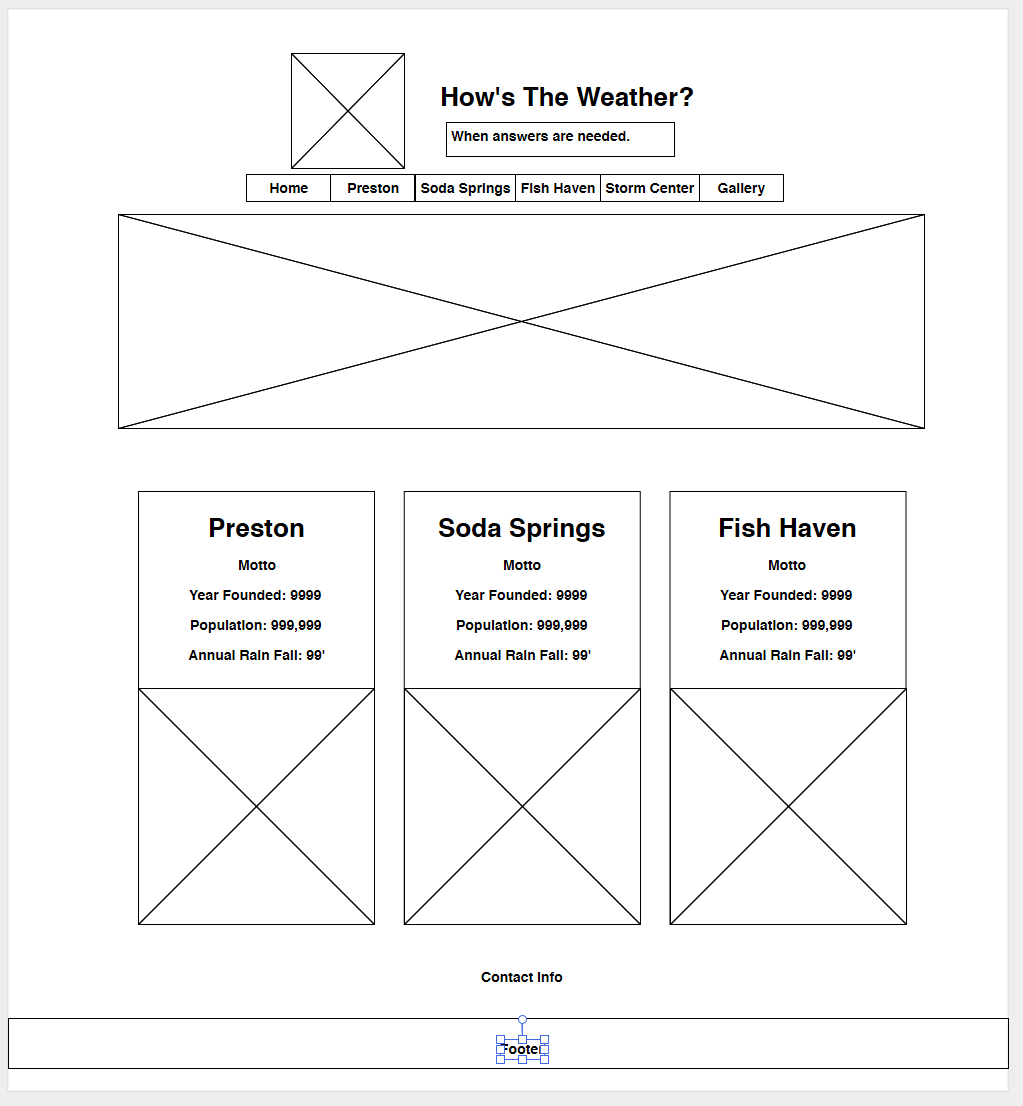 How's The Weather?
When answers are needed.
Home Preston Soda Springs Fish Haven Storm Center Gallery
Preston
Motto
Year Founded: 9999
Population: 999,999
Annual Rain Fall: 99'
Soda Springs
Motto
Year Founded: 9999
Population: 999,999
Annual Rain Fall: 99'
Fish Haven
Motto
Year Founded: 9999
Population: 999,999
Annual Rain Fall: 99'
Contact Info
Footer